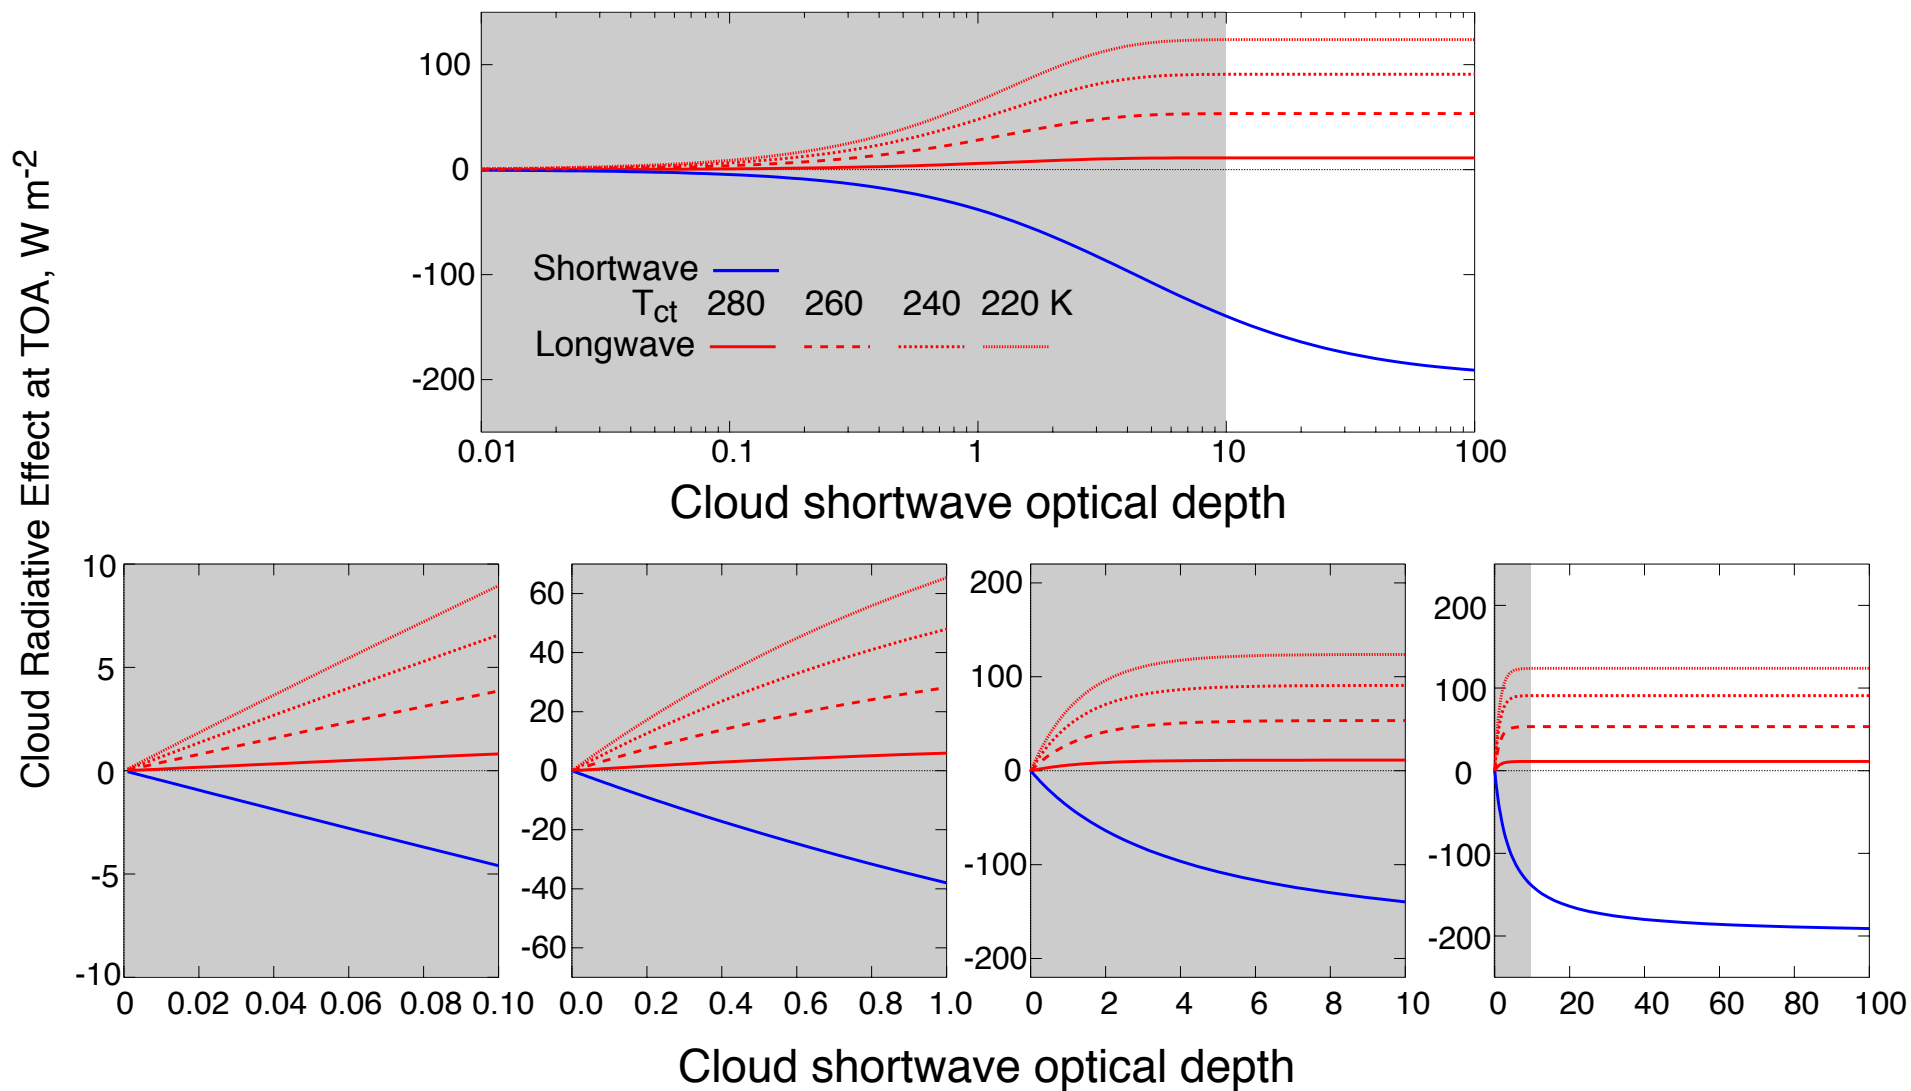 Cloud Radiative Effect at TOA, W m-2
100
0
-100
-200
Shortwave
Tct 280 260 240 220 K
Longwave
0.01 0.1 1 10 100
Cloud shortwave optical depth
10
5
0
-5
-10
0 0.02 0.04 0.06 0.08 0.10
60
40
20
0
-20
-40
-60
0.0 0.2 0.4 0.6 0.8 1.0
200
100
0
-100
-200
0 2 4 6 8 10
200
100
0
-100
-200
0 20 40 60 80 100
Cloud shortwave optical depth